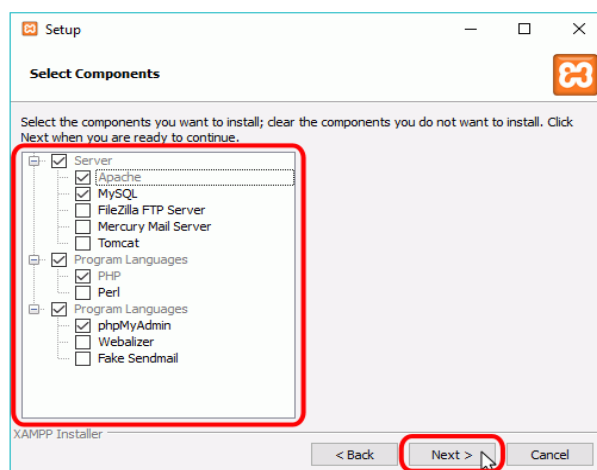 Setup
Select Components
Select the components you want to install; clear the components you do not want to install. Click
Next when you are ready to continue.
Server
Apache
MySQL
FileZilla FTP Server
Mercury Mail Server
Tomcat
Program Languages
PHP
Perl
Program Languages
phpMyAdmin
Webalizer
Fake Sendmail
XAMPP Installer
< Back
Next >
Cancel